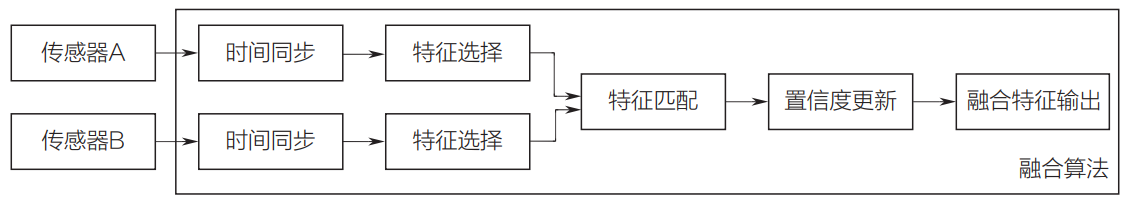 传感器A
时间同步
特征选择
传感器B
时间同步
特征选择
特征匹配
置信度更新
融合特征输出
融合算法